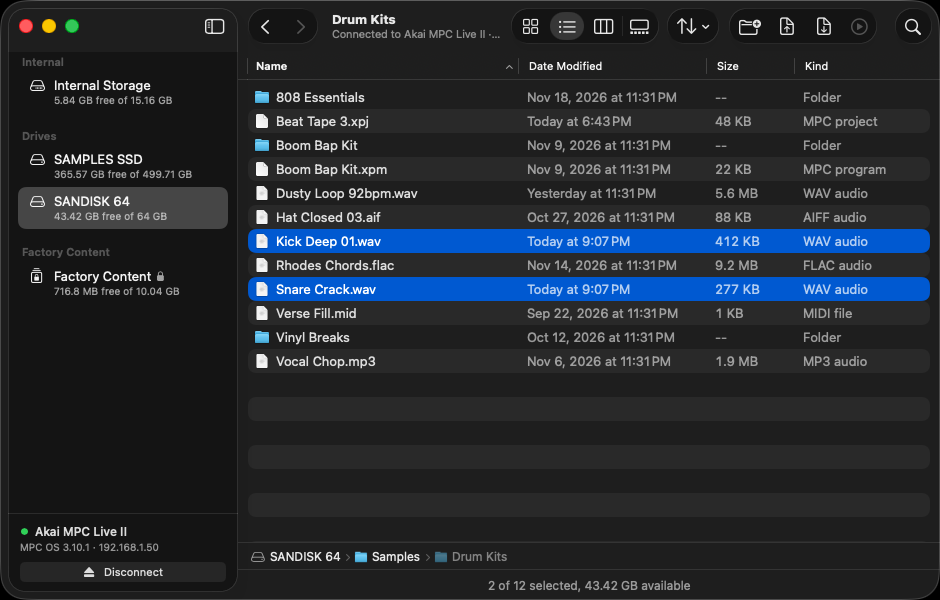 Drum Kits
Connected to Akai MPC Live II ·…
Internal
Internal Storage
5.84 GB free of 15.16 GB
Drives
SAMPLES SSD
365.57 GB free of 499.71 GB
SANDISK 64
43.42 GB free of 64 GB
Factory Content
Factory Content
716.8 MB free of 10.04 GB
Akai MPC Live II
MPC OS 3.10.1 · 192.168.1.50
Disconnect
Name Date Modified Size Kind
808 Essentials Nov 18, 2026 at 11:31 PM -- Folder
Beat Tape 3.xpj Today at 6:43 PM 48 KB MPC project
Boom Bap Kit Nov 9, 2026 at 11:31 PM -- Folder
Boom Bap Kit.xpm Nov 9, 2026 at 11:31 PM 22 KB MPC program
Dusty Loop 92bpm.wav Yesterday at 11:31 PM 5.6 MB WAV audio
Hat Closed 03.aif Oct 27, 2026 at 11:31 PM 88 KB AIFF audio
Kick Deep 01.wav Today at 9:07 PM 412 KB WAV audio
Rhodes Chords.flac Nov 14, 2026 at 11:31 PM 9.2 MB FLAC audio
Snare Crack.wav Today at 9:07 PM 277 KB WAV audio
Verse Fill.mid Sep 22, 2026 at 11:31 PM 1 KB MIDI file
Vinyl Breaks Oct 12, 2026 at 11:31 PM -- Folder
Vocal Chop.mp3 Nov 6, 2026 at 11:31 PM 1.9 MB MP3 audio
SANDISK 64 › Samples › Drum Kits
2 of 12 selected, 43.42 GB available